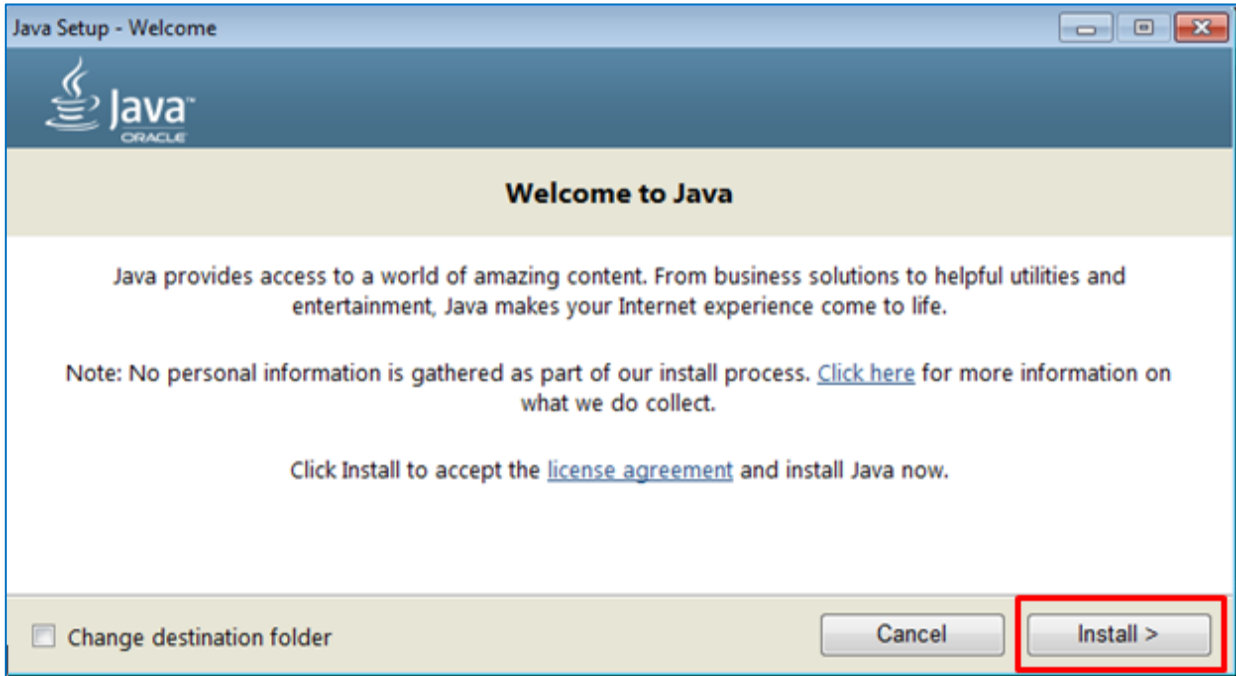 Java Setup - Welcome
Java™
ORACLE
Welcome to Java
Java provides access to a world of amazing content. From business solutions to helpful utilities and
entertainment, Java makes your Internet experience come to life.
Note: No personal information is gathered as part of our install process. Click here for more information on
what we do collect.
Click Install to accept the license agreement and install Java now.
Change destination folder
Cancel
Install >